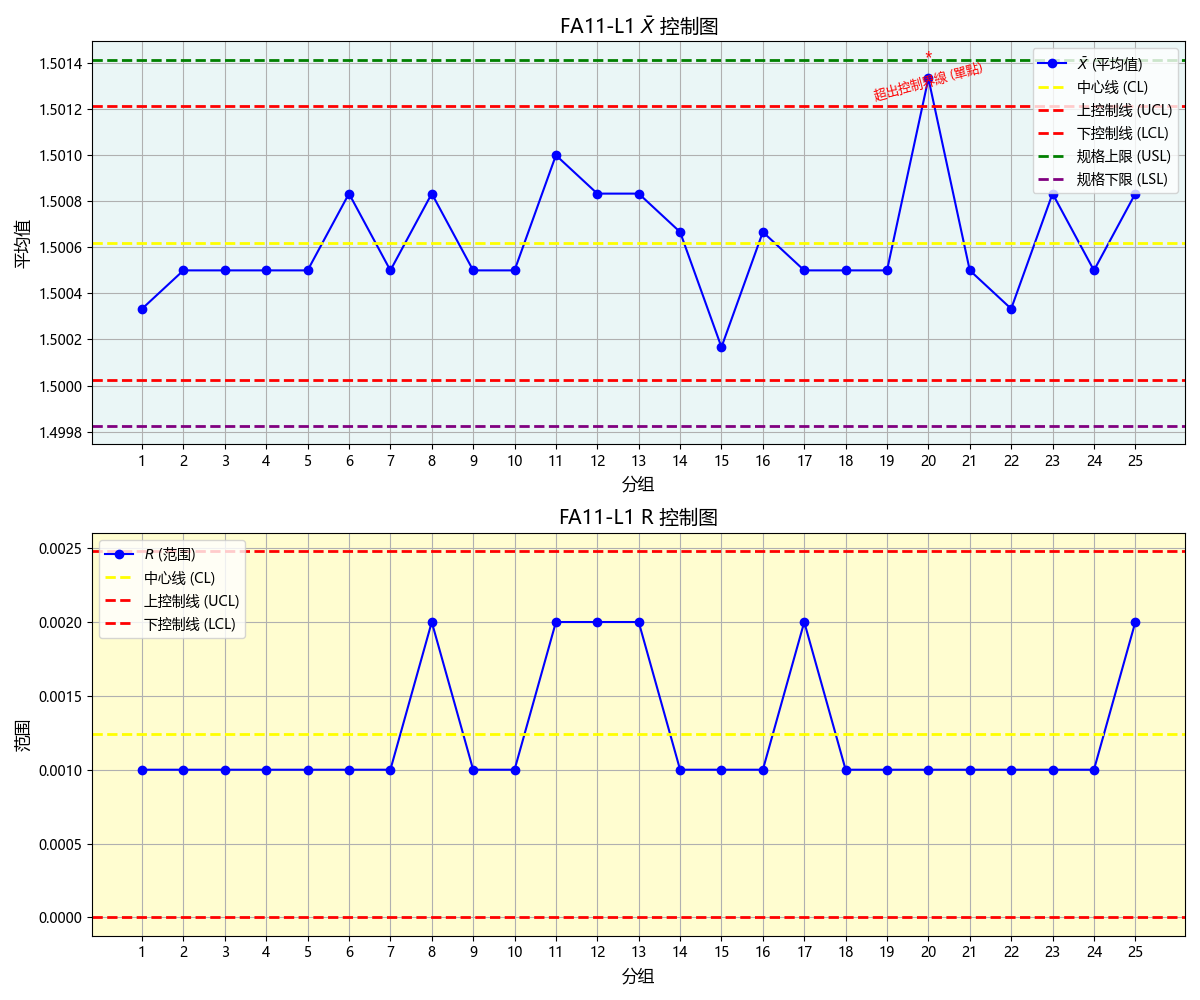 FA11-L1 X̄ 控制图
1.5014
1.5012
1.5010
1.5008
1.5006
1.5004
1.5002
1.5000
1.4998
平均值
*
超出控制界線 (單點)
X̄ (平均值)
中心线 (CL)
上控制线 (UCL)
下控制线 (LCL)
规格上限 (USL)
规格下限 (LSL)
1 2 3 4 5 6 7 8 9 10 11 12 13 14 15 16 17 18 19 20 21 22 23 24 25
分组
FA11-L1 R 控制图
0.0025
0.0020
0.0015
0.0010
0.0005
0.0000
范围
R (范围)
中心线 (CL)
上控制线 (UCL)
下控制线 (LCL)
1 2 3 4 5 6 7 8 9 10 11 12 13 14 15 16 17 18 19 20 21 22 23 24 25
分组